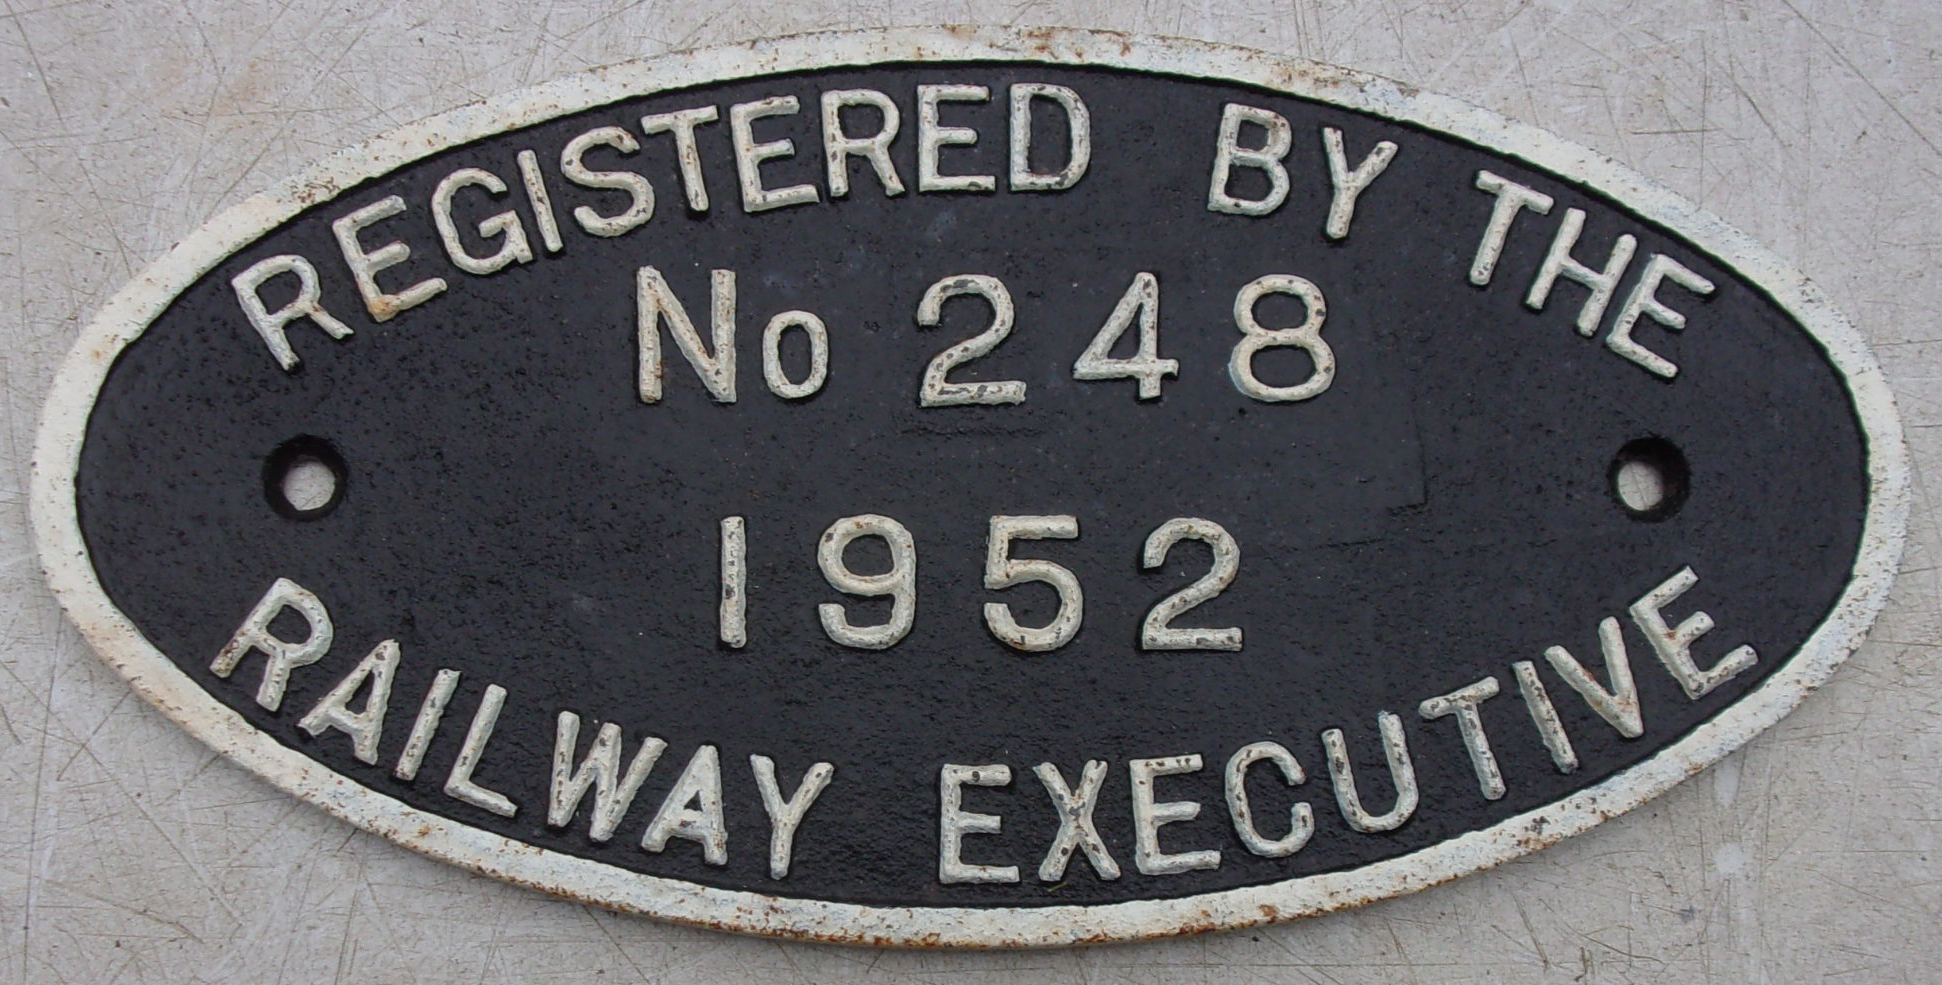 REGISTERED BY THE
No 248
1952
RAILWAY EXECUTIVE